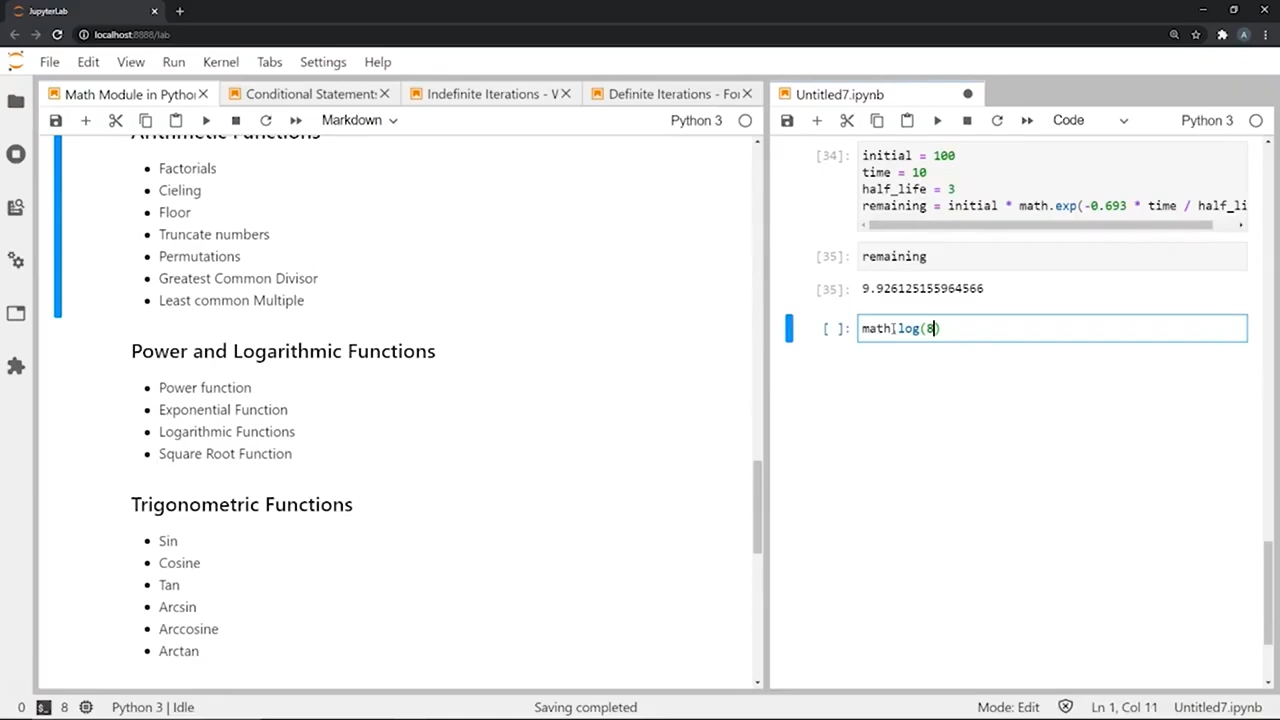 JupyterLab
localhost:8888/lab
File Edit View Run Kernel Tabs Settings Help
Math Module in Pythor
Conditional Statement:
Indefinite Iterations - V
Definite Iterations - For
Untitled7.ipynb
Markdown
Python 3
Code
Python 3
Arithmetic Functions
Factorials
Cieling
Floor
Truncate numbers
Permutations
Greatest Common Divisor
Least common Multiple
Power and Logarithmic Functions
Power function
Exponential Function
Logarithmic Functions
Square Root Function
Trigonometric Functions
Sin
Cosine
Tan
Arcsin
Arccosine
Arctan
[34]: initial = 100
time = 10
half_life = 3
remaining = initial * math.exp(-0.693 * time / half_li
[35]: remaining
[35]: 9.926125155964566
[ ]: math.log(8)
0 8 Python 3 | Idle
Saving completed
Mode: Edit
Ln 1, Col 11
Untitled7.ipynb